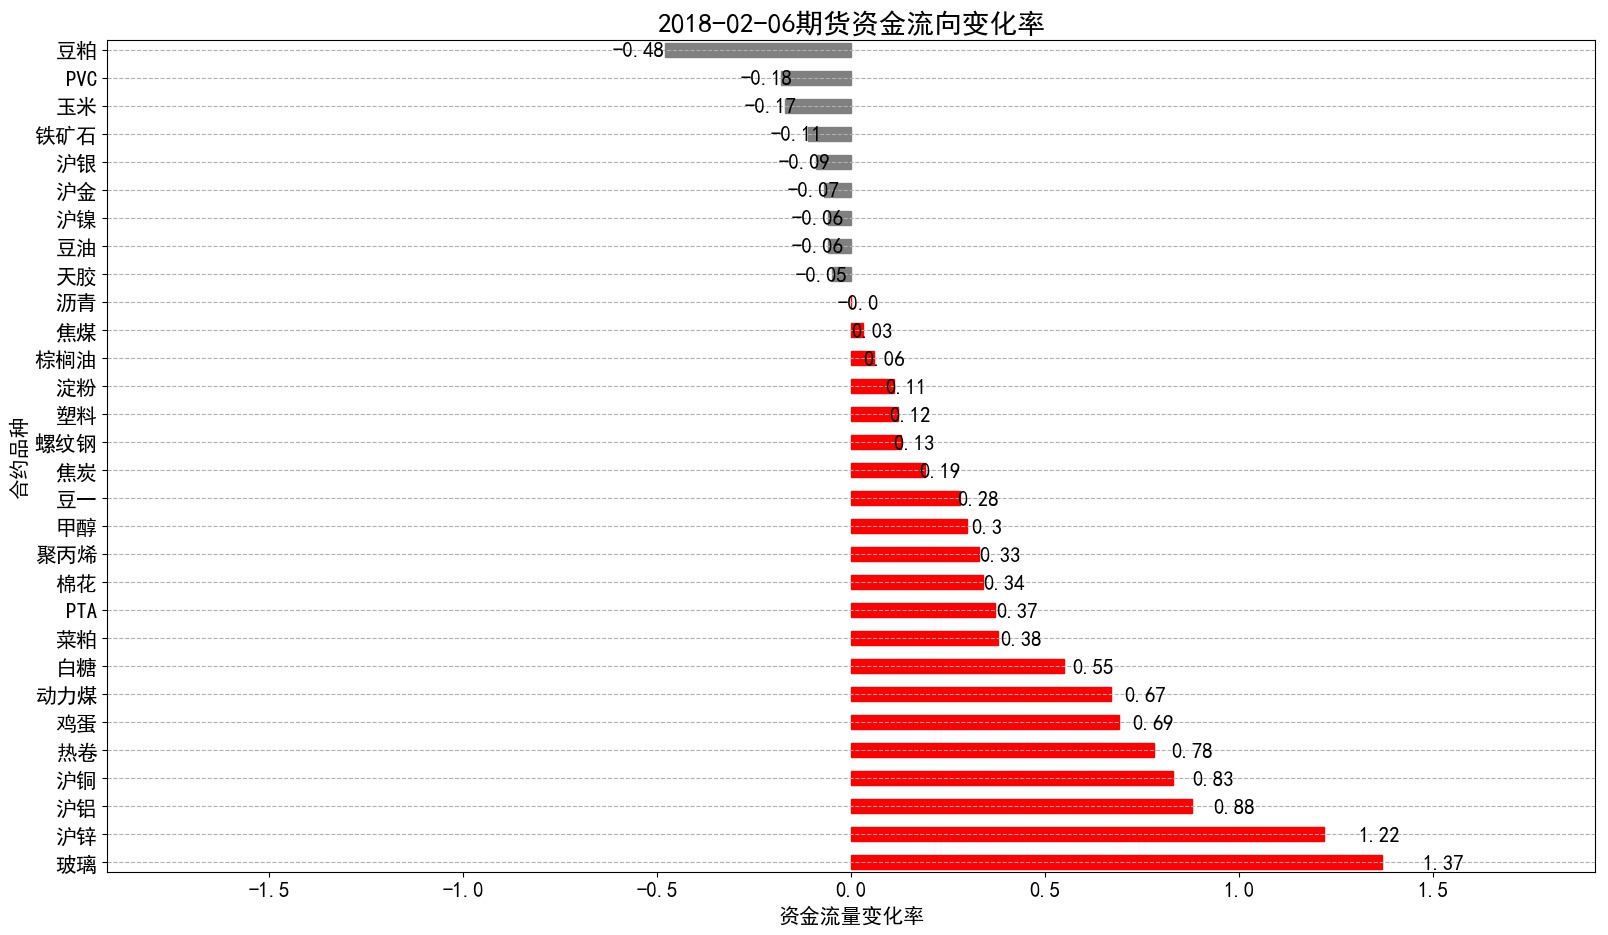 2018-02-06期货资金流向变化率
豆粕 -0.48
PVC -0.18
玉米 -0.17
铁矿石 -0.11
沪银 -0.09
沪金 -0.07
沪镍 -0.06
豆油 -0.06
天胶 -0.05
沥青 -0.0
焦煤 0.03
棕榈油 0.06
淀粉 0.11
塑料 0.12
螺纹钢 0.13
焦炭 0.19
豆一 0.28
甲醇 0.3
聚丙烯 0.33
棉花 0.34
PTA 0.37
菜粕 0.38
白糖 0.55
动力煤 0.67
鸡蛋 0.69
热卷 0.78
沪铜 0.83
沪铝 0.88
沪锌 1.22
玻璃 1.37
合约品种
-1.5 -1.0 -0.5 0.0 0.5 1.0 1.5
资金流量变化率